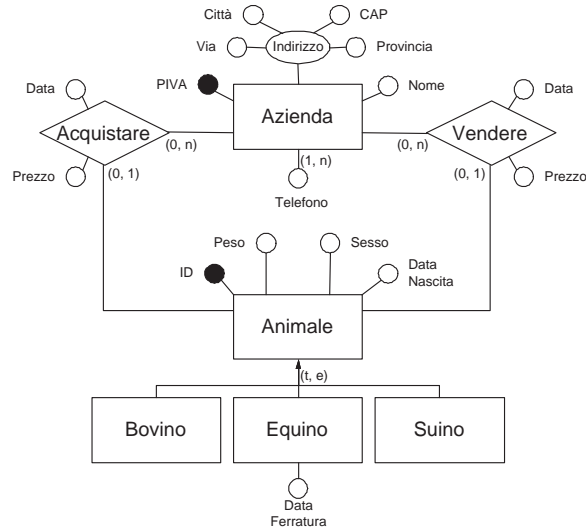 Città
CAP
Via
Indirizzo
Provincia
PIVA
Nome
Data
Azienda
Data
Acquistare
Vendere
(0, n)
(1, n)
(0, n)
Prezzo
(0, 1)
(0, 1)
Prezzo
Telefono
Peso
Sesso
ID
Data
Nascita
Animale
(t, e)
Bovino
Equino
Suino
Data
Ferratura